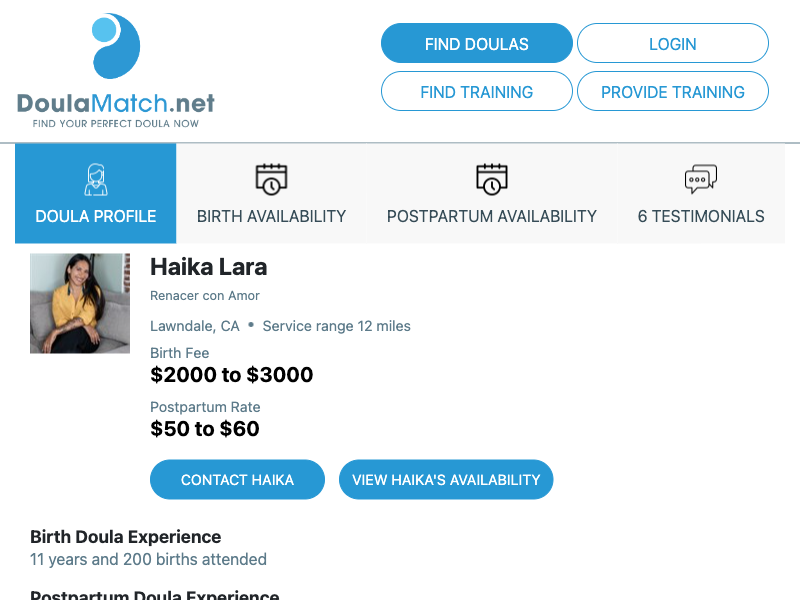 DoulaMatch.net
FIND YOUR PERFECT DOULA NOW
FIND DOULAS
LOGIN
FIND TRAINING
PROVIDE TRAINING
DOULA PROFILE
BIRTH AVAILABILITY
POSTPARTUM AVAILABILITY
6 TESTIMONIALS
Haika Lara
Renacer con Amor
Lawndale, CA • Service range 12 miles
Birth Fee
$2000 to $3000
Postpartum Rate
$50 to $60
CONTACT HAIKA
VIEW HAIKA'S AVAILABILITY
Birth Doula Experience
11 years and 200 births attended
Postpartum Doula Experience